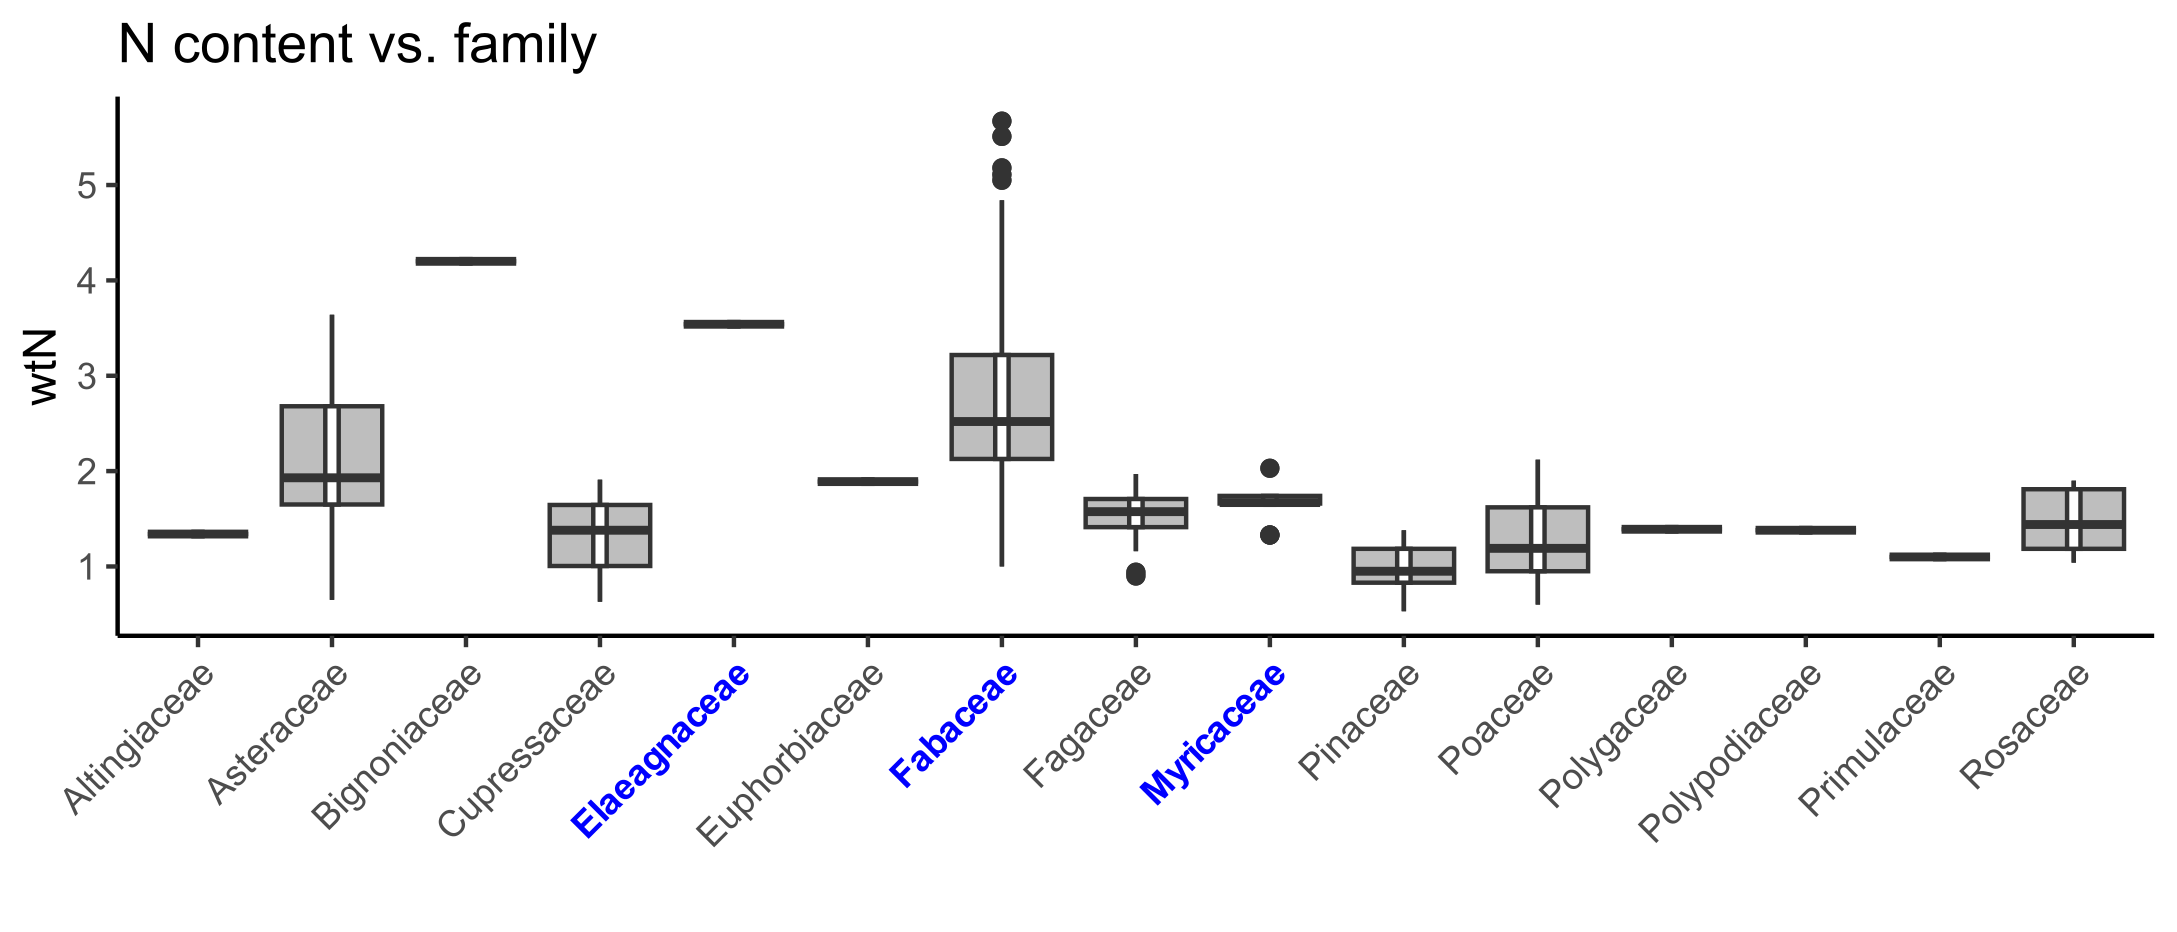 N content vs. family
wtN
5
4
3
2
1
Altingiaceae
Asteraceae
Bignoniaceae
Cupressaceae
Elaeagnaceae
Euphorbiaceae
Fabaceae
Fagaceae
Myricaceae
Pinaceae
Poaceae
Polygaceae
Polypodiaceae
Primulaceae
Rosaceae